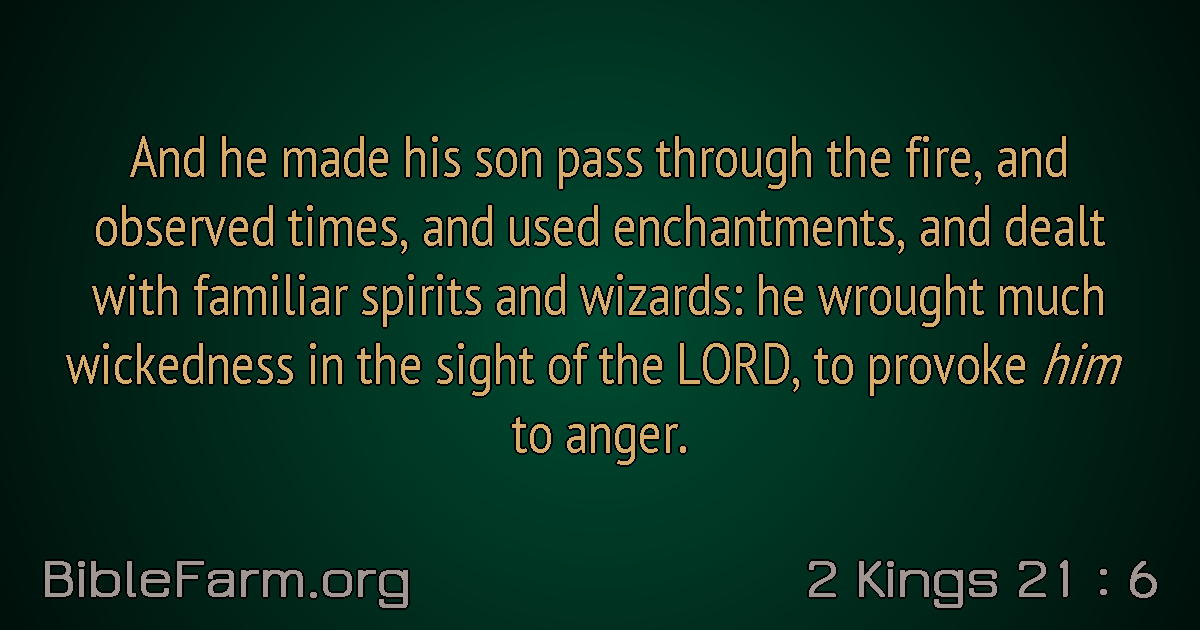 And he made his son pass through the fire, and
observed times, and used enchantments, and dealt
with familiar spirits and wizards: he wrought much
wickedness in the sight of the LORD, to provoke him
to anger.
BibleFarm.org
2 Kings 21 : 6